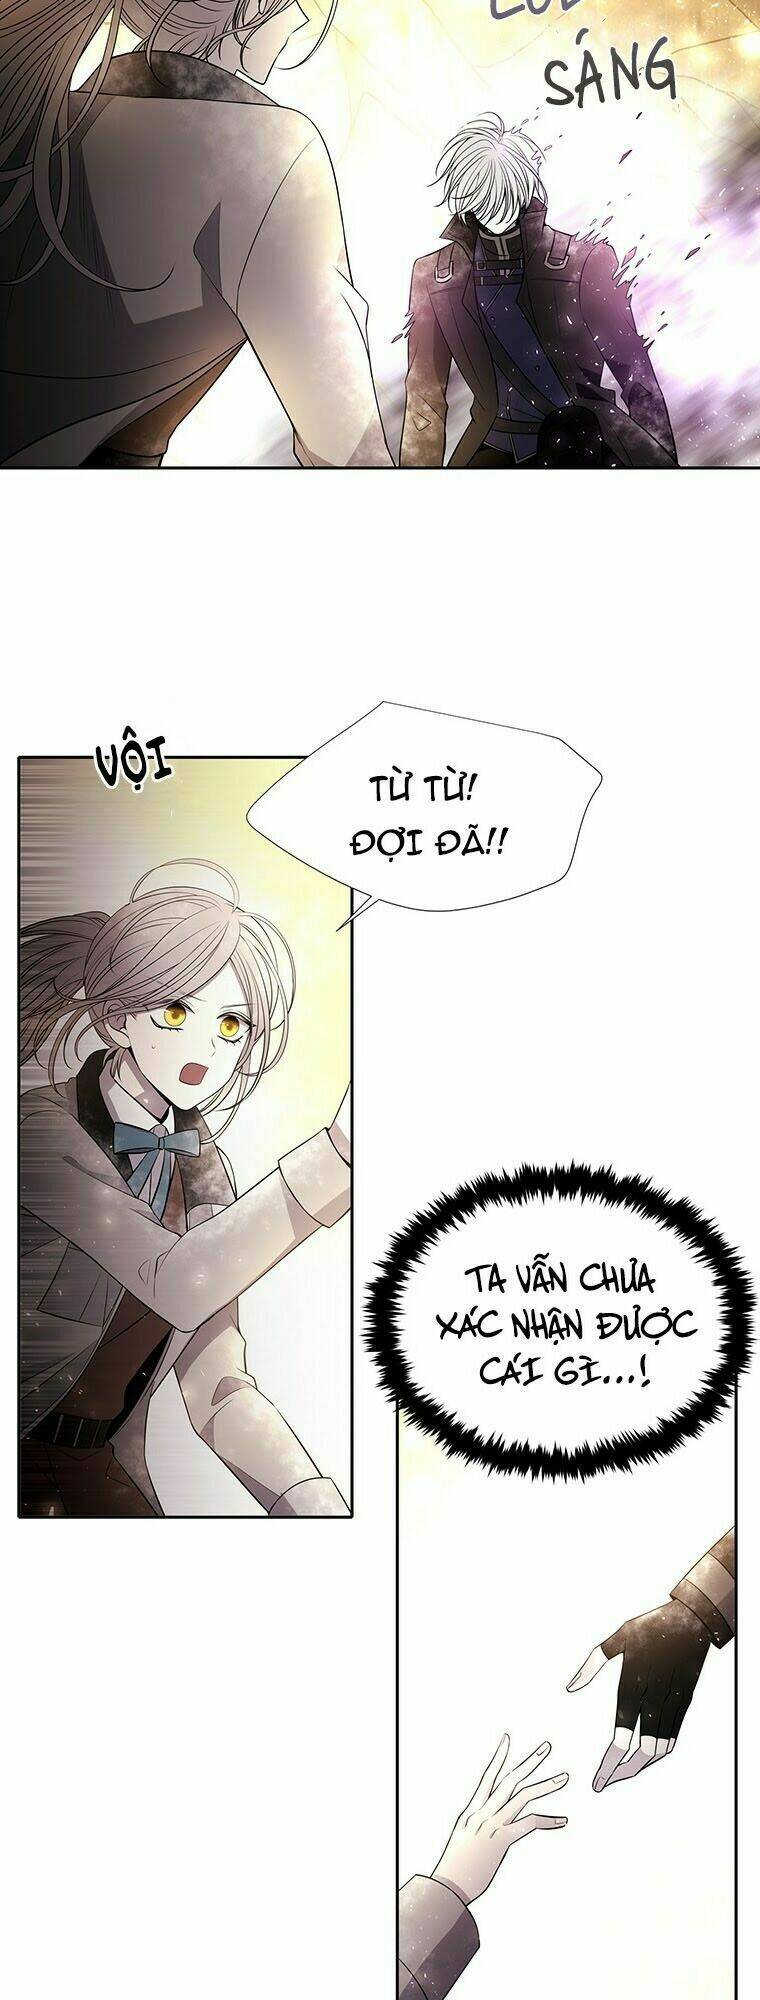 SÁNG
VỘI
TỪ TỪ!
ĐỢI ĐÃ!!
TA VẪN CHƯA
XÁC NHẬN ĐƯỢC
CÁI GÌ...!